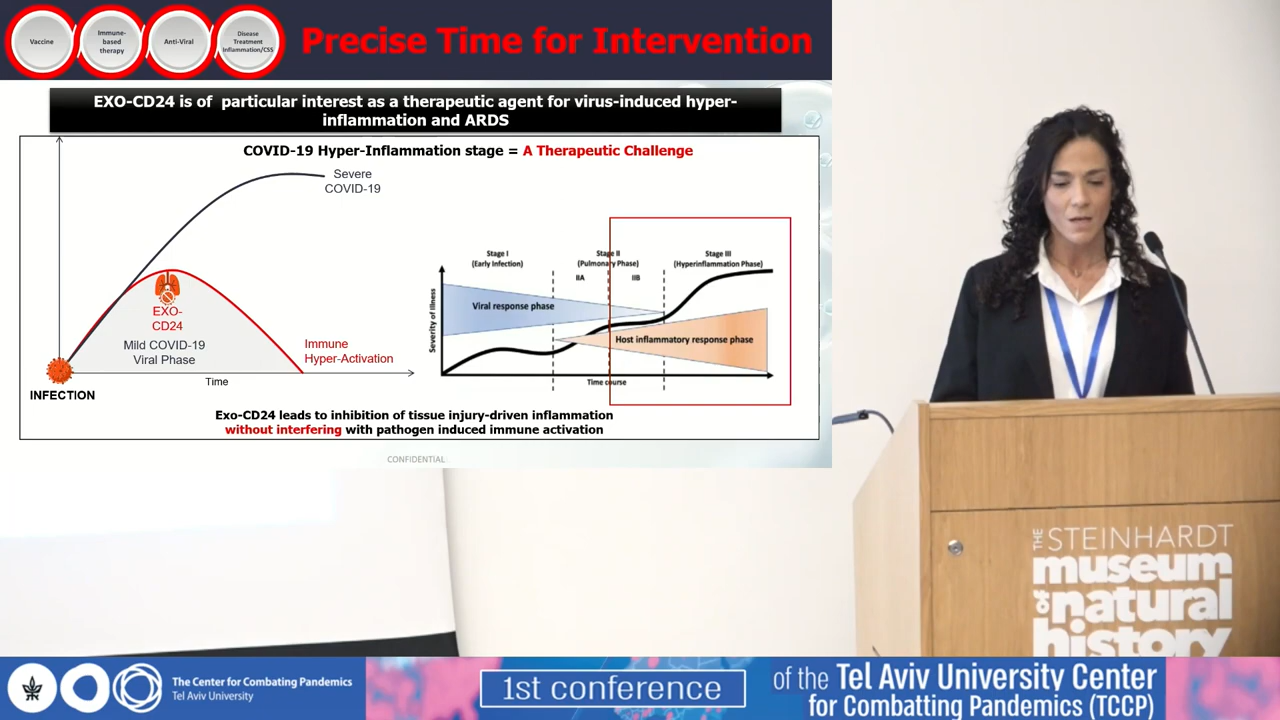 Vaccine
Immune-
based
therapy
Anti-Viral
Disease
Treatment
Inflammation/CSS
Precise Time for Intervention
EXO-CD24 is of particular interest as a therapeutic agent for virus-induced hyper-
inflammation and ARDS
COVID-19 Hyper-Inflammation stage = A Therapeutic Challenge
Severe
COVID-19
EXO-
CD24
Mild COVID-19
Viral Phase
Immune
Hyper-Activation
Time
INFECTION
Stage I
(Early Infection)
Stage II
(Pulmonary Phase)
Stage III
(Hyperinflammation Phase)
IIA
IIB
Severity of Illness
Viral response phase
Host inflammatory response phase
Time course
Exo-CD24 leads to inhibition of tissue injury-driven inflammation
without interfering with pathogen induced immune activation
CONFIDENTIAL
THE STEINHARDT
museum
of natural
history
The Center for Combating Pandemics
Tel Aviv University
1st conference
of the Tel Aviv University Center
for Combatting Pandemics (TCCP)